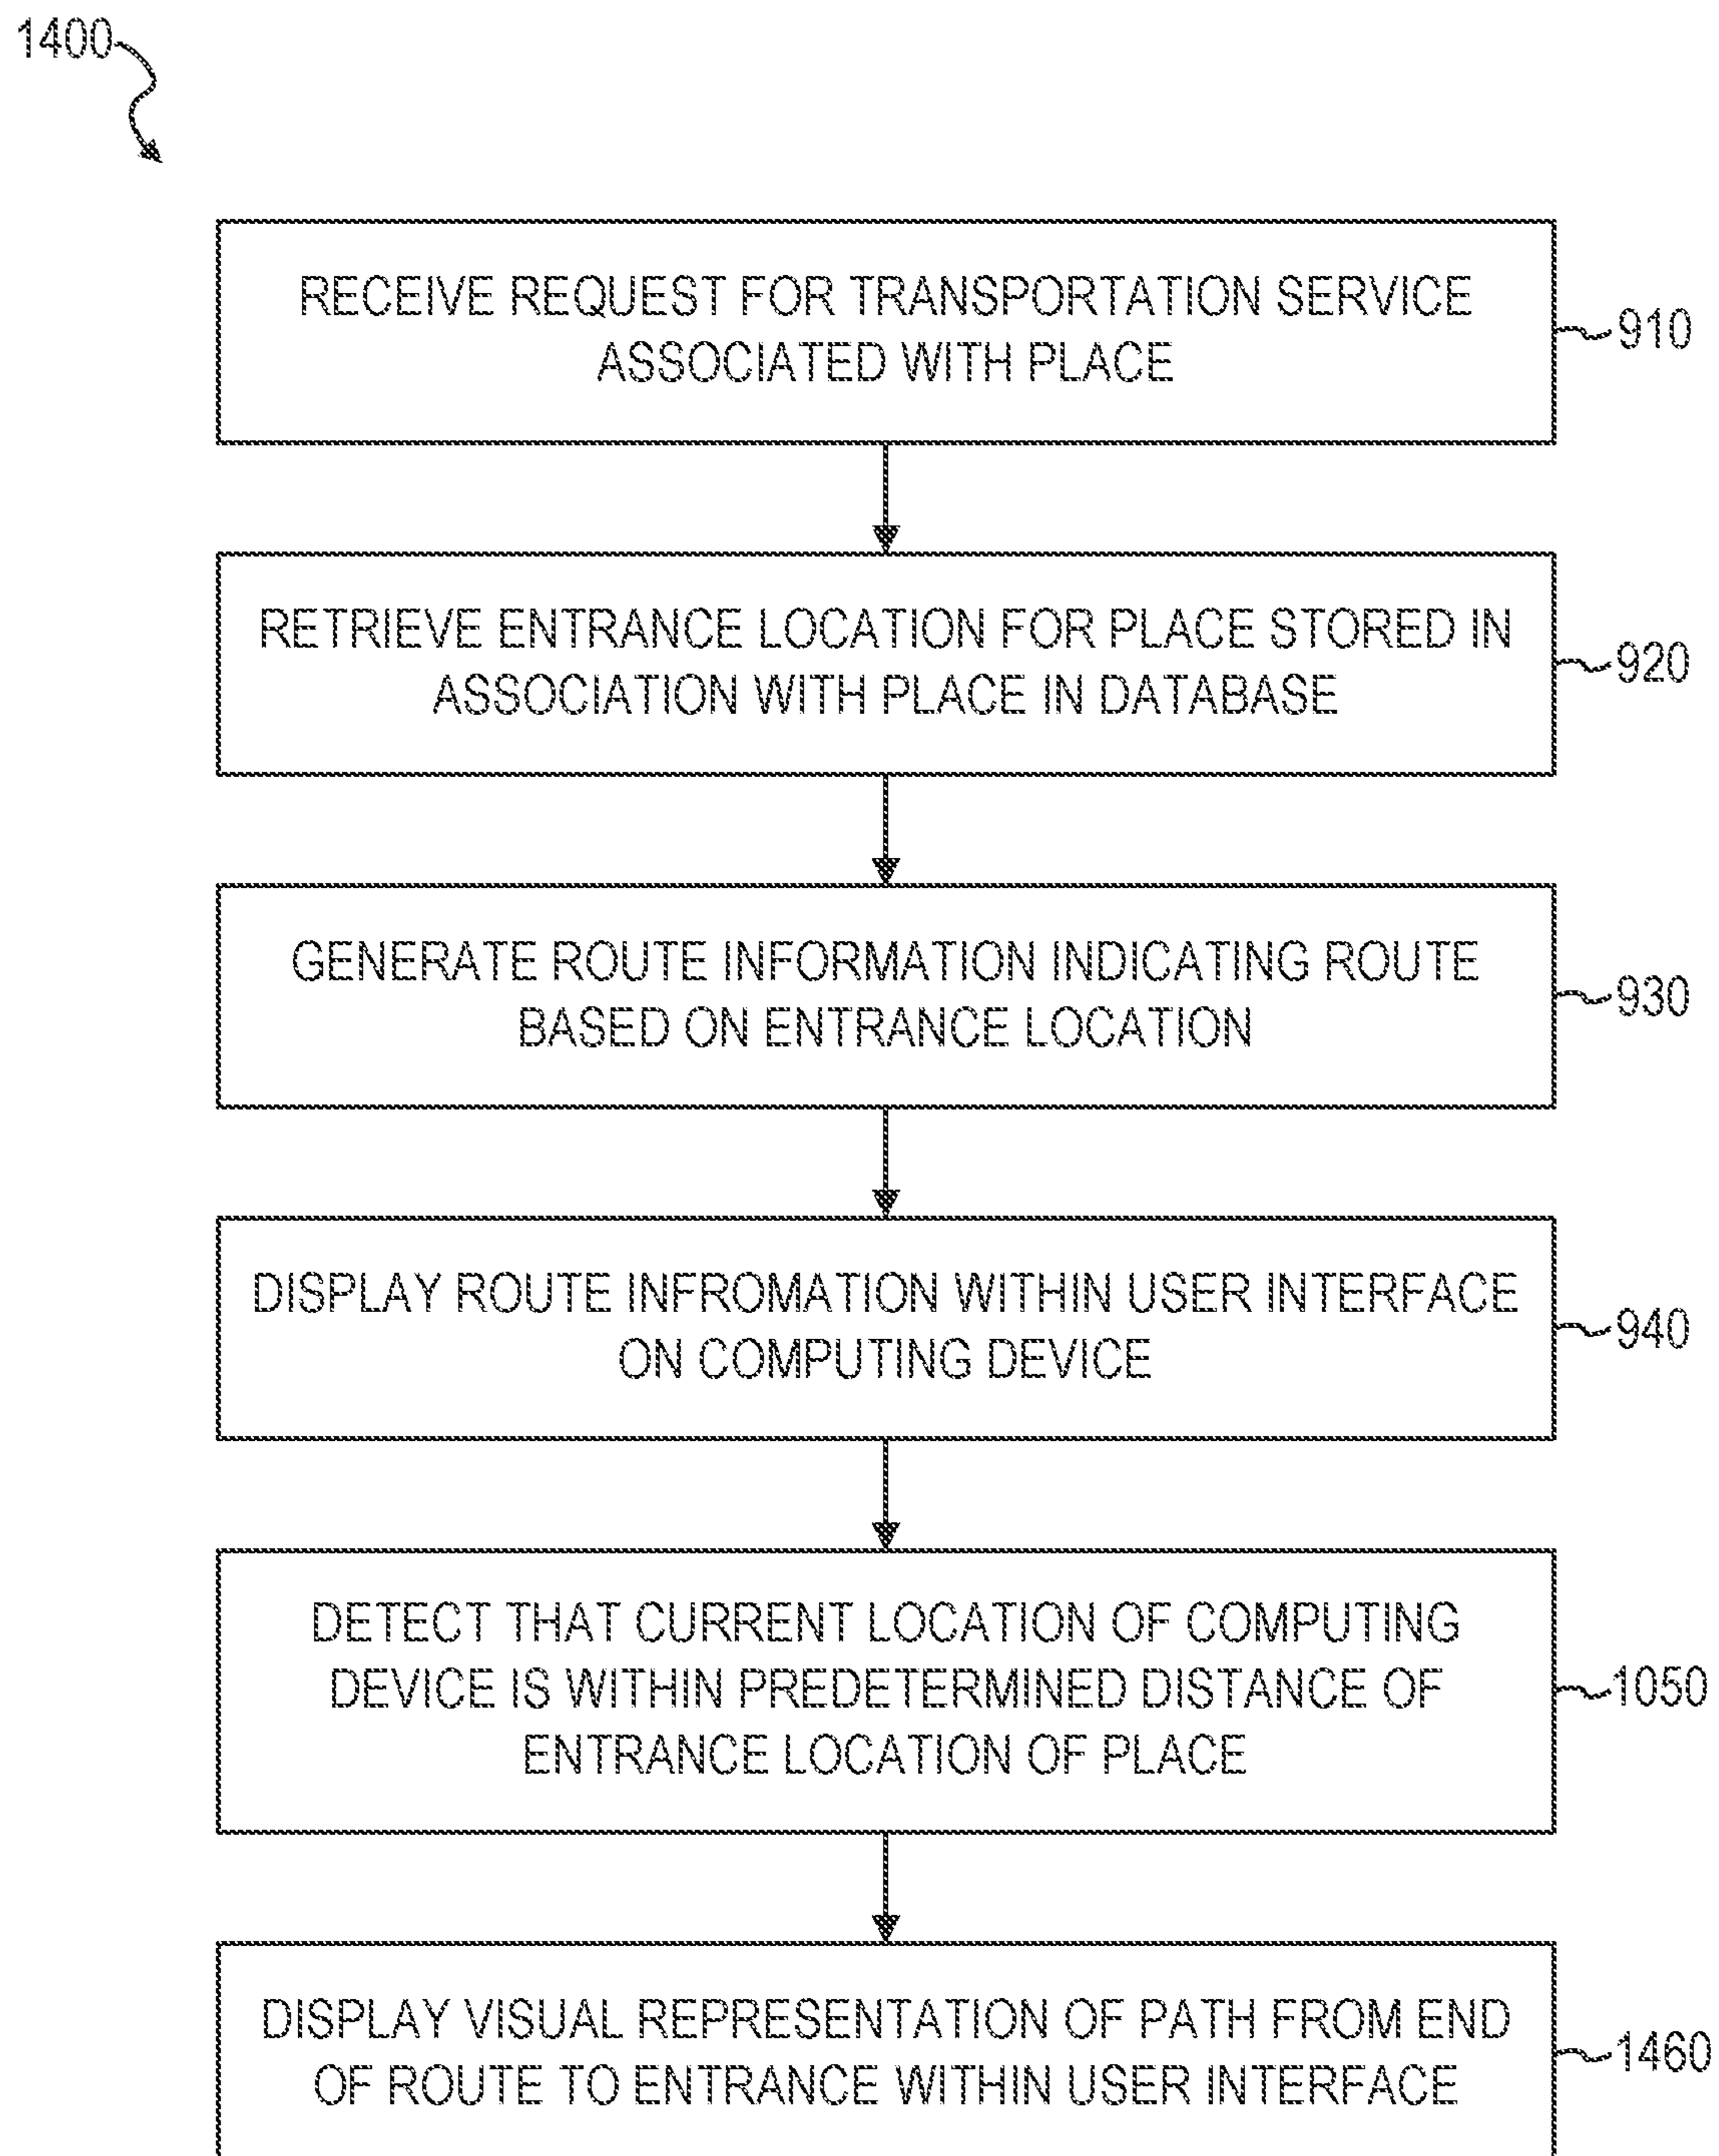 1400
RECEIVE REQUEST FOR TRANSPORTATION SERVICE
ASSOCIATED WITH PLACE
910
RETRIEVE ENTRANCE LOCATION FOR PLACE STORED IN
ASSOCIATION WITH PLACE IN DATABASE
920
GENERATE ROUTE INFORMATION INDICATING ROUTE
BASED ON ENTRANCE LOCATION
930
DISPLAY ROUTE INFROMATION WITHIN USER INTERFACE
ON COMPUTING DEVICE
940
DETECT THAT CURRENT LOCATION OF COMPUTING
DEVICE IS WITHIN PREDETERMINED DISTANCE OF
ENTRANCE LOCATION OF PLACE
1050
DISPLAY VISUAL REPRESENTATION OF PATH FROM END
OF ROUTE TO ENTRANCE WITHIN USER INTERFACE
1460